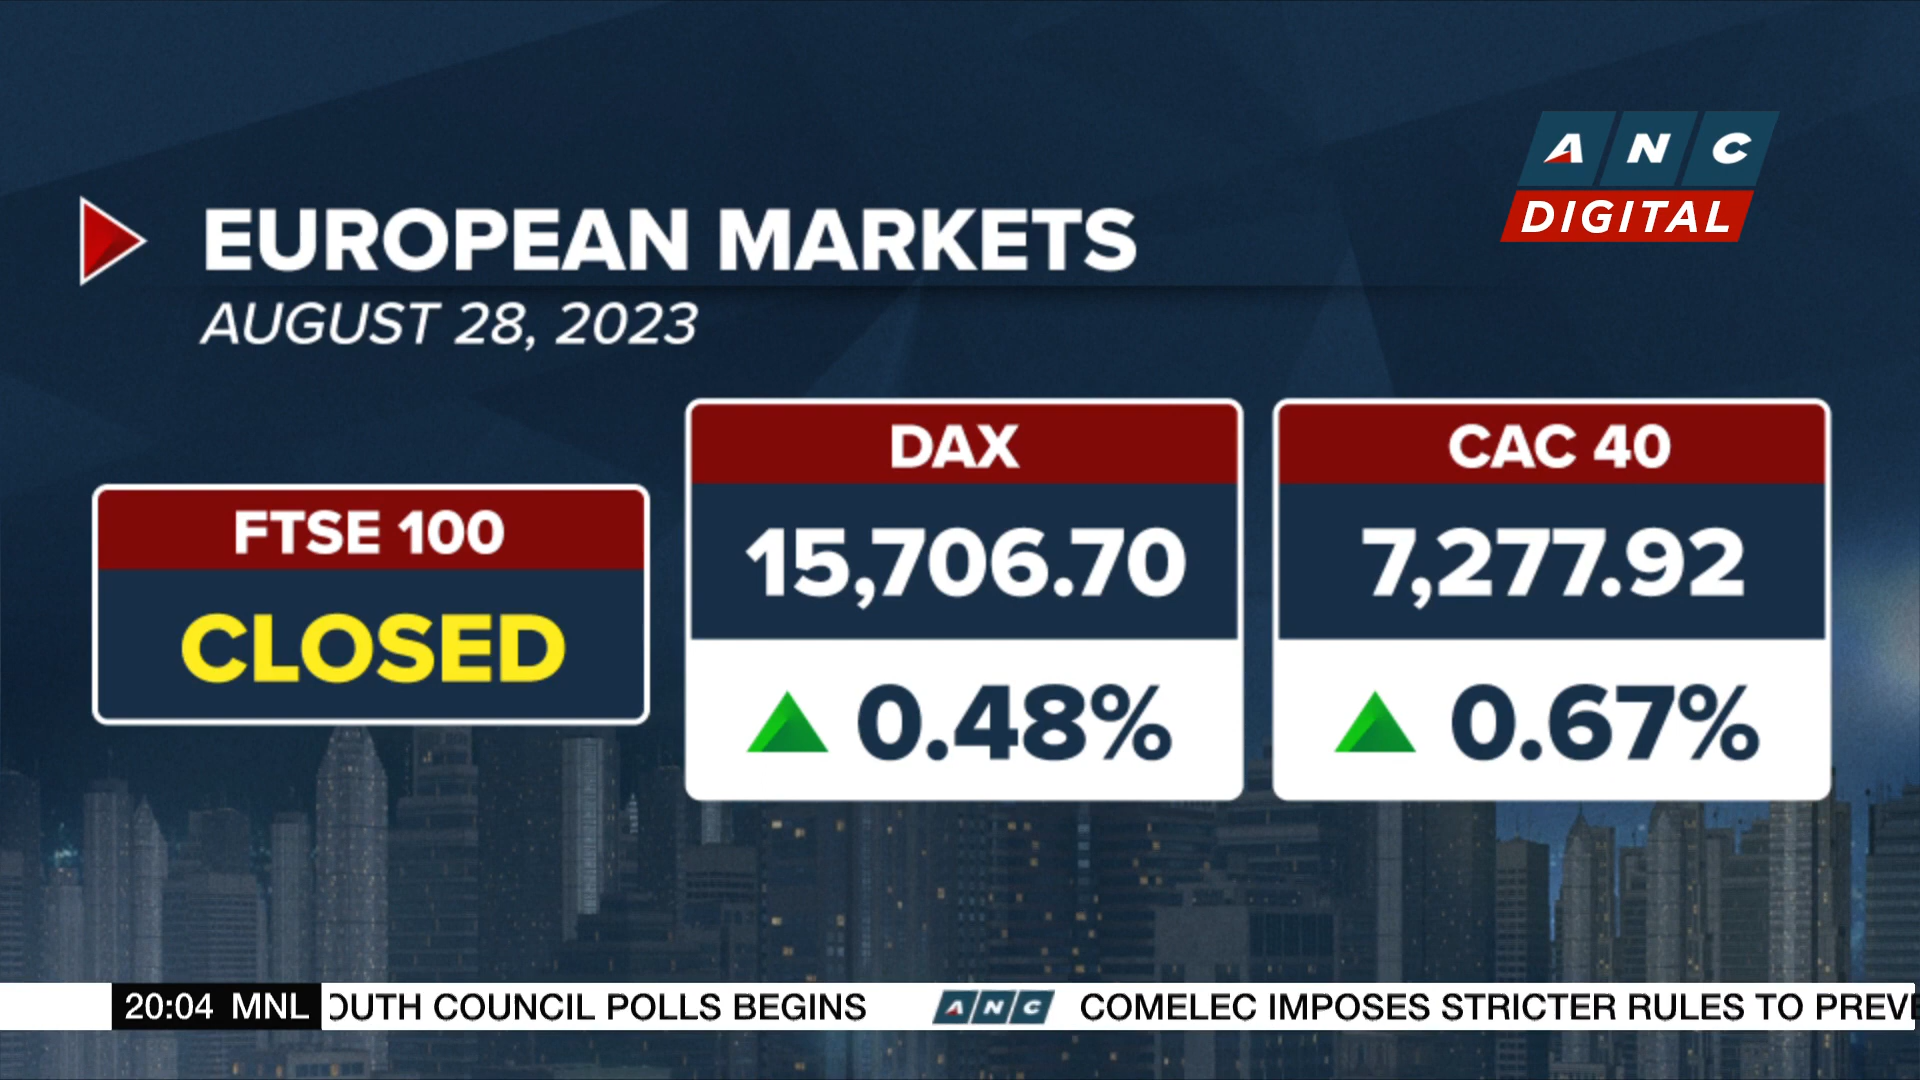 ANC
DIGITAL
EUROPEAN MARKETS
AUGUST 28, 2023
FTSE 100
CLOSED
DAX
15,706.70
0.48%
CAC 40
7,277.92
0.67%
20:04 MNL COUNCIL POLLS BEGINS ANC COMELEC IMPOSES STRICTER RULES TO